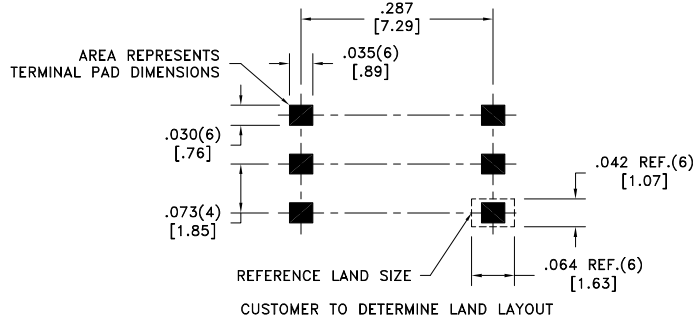 .287
[7.29]
AREA REPRESENTS
TERMINAL PAD DIMENSIONS
.035(6)
[.89]
.030(6)
[.76]
.042 REF.(6)
[1.07]
.073(4)
[1.85]
REFERENCE LAND SIZE
.064 REF.(6)
[1.63]
CUSTOMER TO DETERMINE LAND LAYOUT